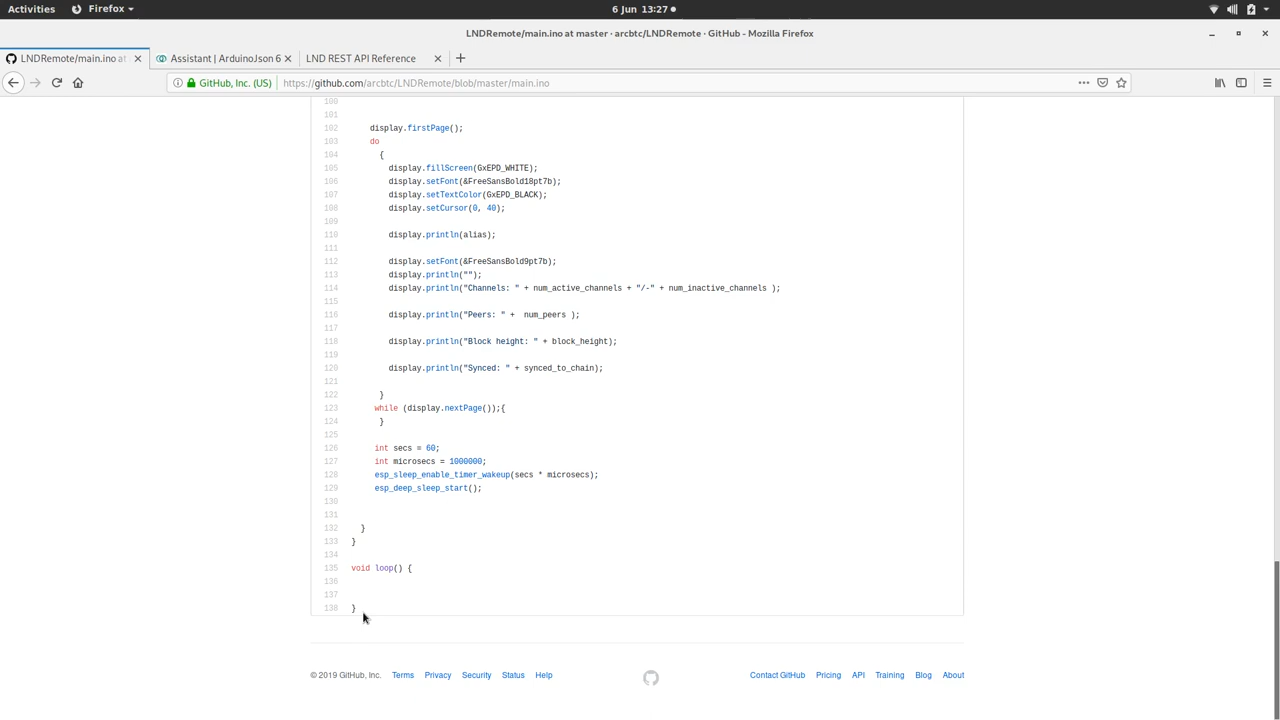 Activities
Firefox
6 Jun 13:27
LNDRemote/main.ino at master · arcbtc/LNDRemote · GitHub - Mozilla Firefox
LNDRemote/main.ino at
Assistant | ArduinoJson 6
LND REST API Reference
GitHub, Inc. (US)
https://github.com/arcbtc/LNDRemote/blob/master/main.ino
100
101
102 display.firstPage();
103 do
104 {
105 display.fillScreen(GxEPD_WHITE);
106 display.setFont(&FreeSansBold18pt7b);
107 display.setTextColor(GxEPD_BLACK);
108 display.setCursor(0, 40);
109
110 display.println(alias);
111
112 display.setFont(&FreeSansBold9pt7b);
113 display.println("");
114 display.println("Channels: " + num_active_channels + "/-" + num_inactive_channels );
115
116 display.println("Peers: " +  num_peers );
117
118 display.println("Block height: " + block_height);
119
120 display.println("Synced: " + synced_to_chain);
121
122 }
123 while (display.nextPage());{
124 }
125
126 int secs = 60;
127 int microsecs = 1000000;
128 esp_sleep_enable_timer_wakeup(secs * microsecs);
129 esp_deep_sleep_start();
130
131
132 }
133 }
134
135 void loop() {
136
137
138 }
© 2019 GitHub, Inc. Terms Privacy Security Status Help Contact GitHub Pricing API Training Blog About